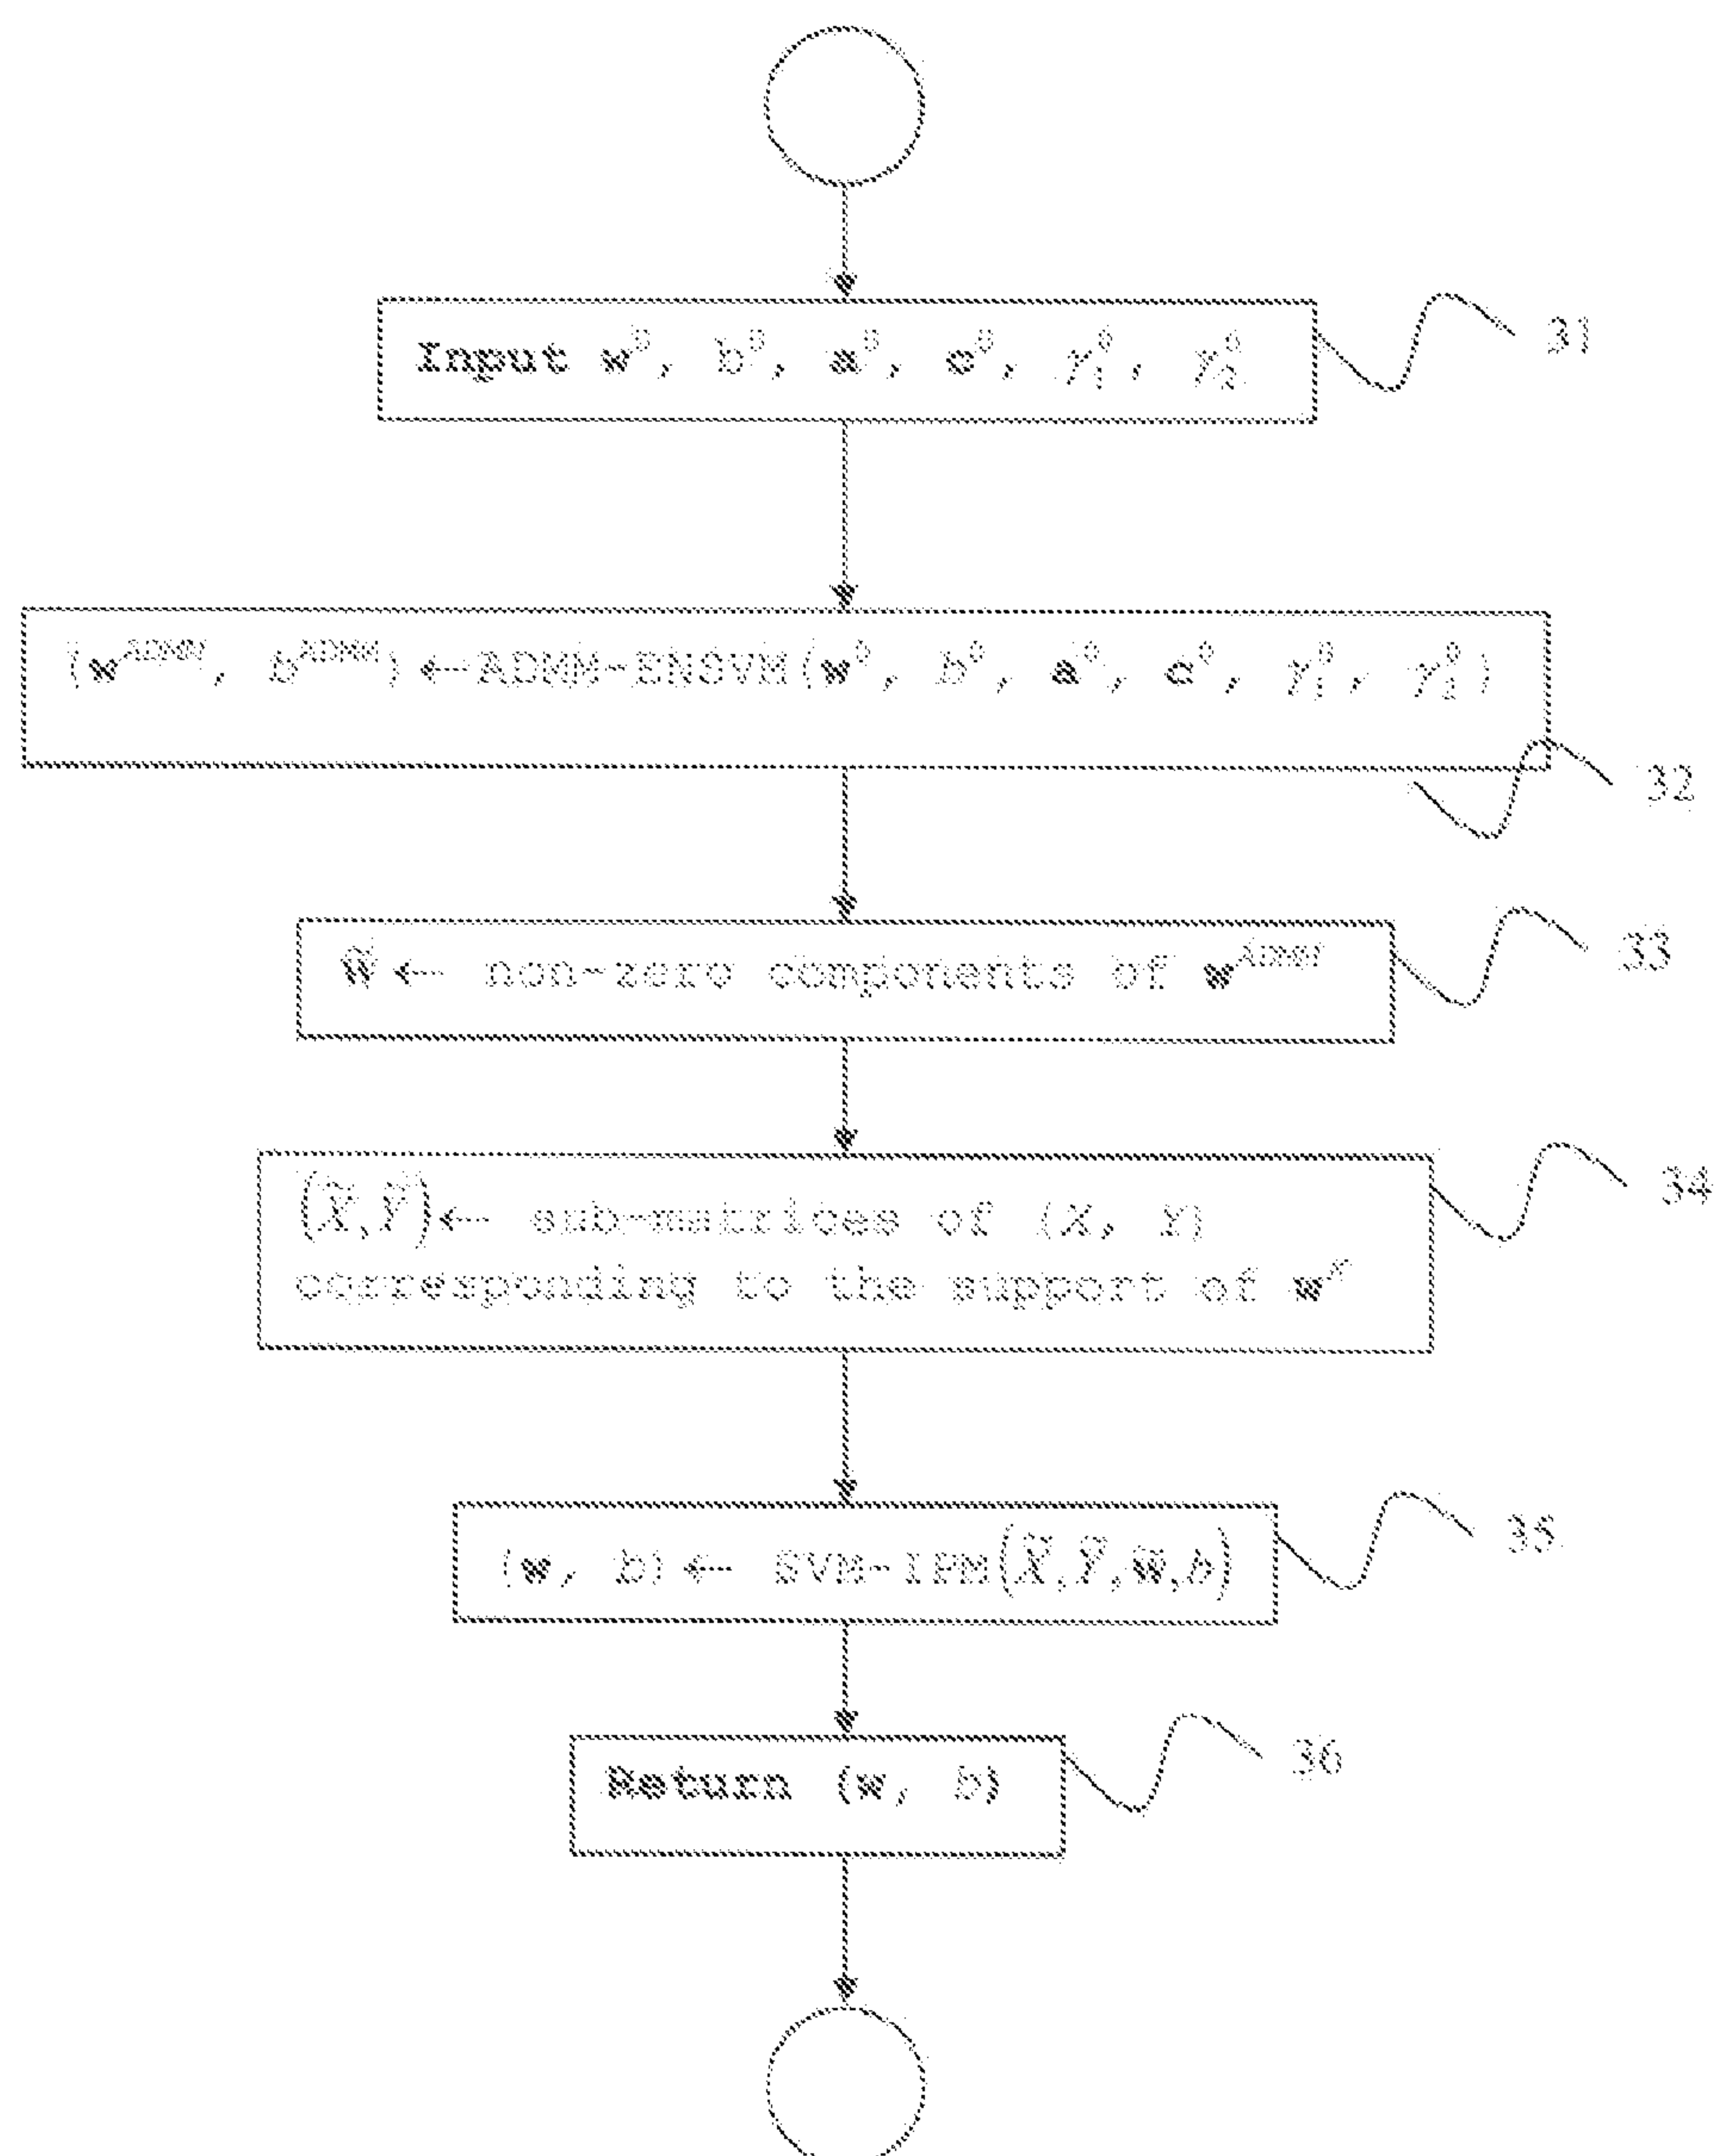 Input w⁰, b⁰, a⁰, c⁰, γ₁⁰, γ₂⁰
31
(w^ADMM, b^ADMM) ← ADMM-ENSVM(w⁰, b⁰, a⁰, c⁰, γ₁⁰, γ₂⁰)
32
w̃ ← non-zero components of w^ADMM
33
(X̃, Ỹ) ← sub-matrices of (X, Y)
34
corresponding to the support of
(w, b) ← SVM-IPM(X̃, Ỹ, w̃, b)
35
Return (w, b)
36